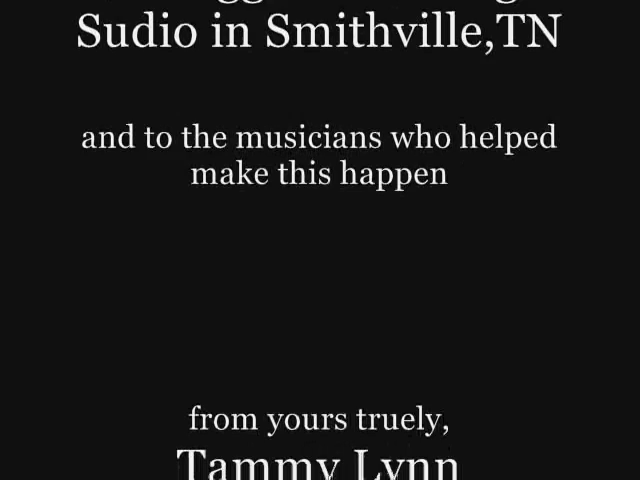 Sudio in Smithville,TN
and to the musicians who helped
make this happen
from yours truely,
Tammy Lynn